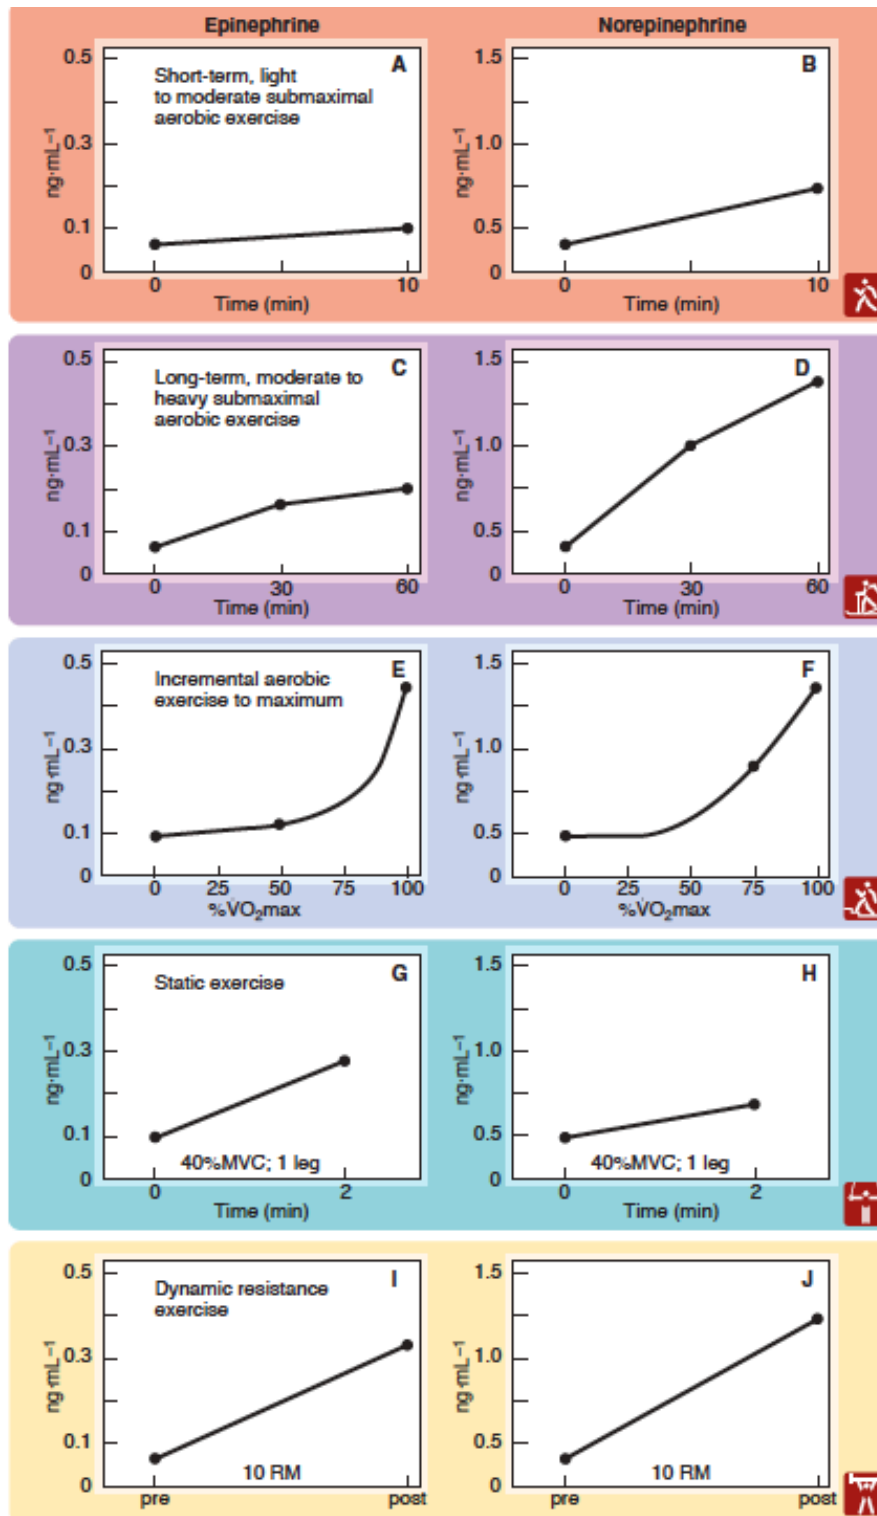 Epinephrine
Norepinephrine
A
Short-term, light
to moderate submaximal
aerobic exercise
ng·mL⁻¹
0.5
0.3
0.1
0
0
10
Time (min)
B
ng·mL⁻¹
1.5
1.0
0.5
0
0
10
Time (min)
C
Long-term, moderate to
heavy submaximal
aerobic exercise
ng·mL⁻¹
0.5
0.3
0.1
0
0
30
60
Time (min)
D
ng·mL⁻¹
1.5
1.0
0.5
0
0
30
60
Time (min)
E
Incremental aerobic
exercise to maximum
ng·mL⁻¹
0.5
0.3
0.1
0
0
25
50
75
100
%V̇O₂max
F
ng·mL⁻¹
1.5
1.0
0.5
0
0
25
50
75
100
%V̇O₂max
G
Static exercise
ng·mL⁻¹
0.5
0.3
0.1
0
40%MVC; 1 leg
0
2
Time (min)
H
ng·mL⁻¹
1.5
1.0
0.5
0
40%MVC; 1 leg
0
2
Time (min)
I
Dynamic resistance
exercise
ng·mL⁻¹
0.5
0.3
0.1
0
10 RM
pre
post
J
ng·mL⁻¹
1.5
1.0
0.5
0
10 RM
pre
post